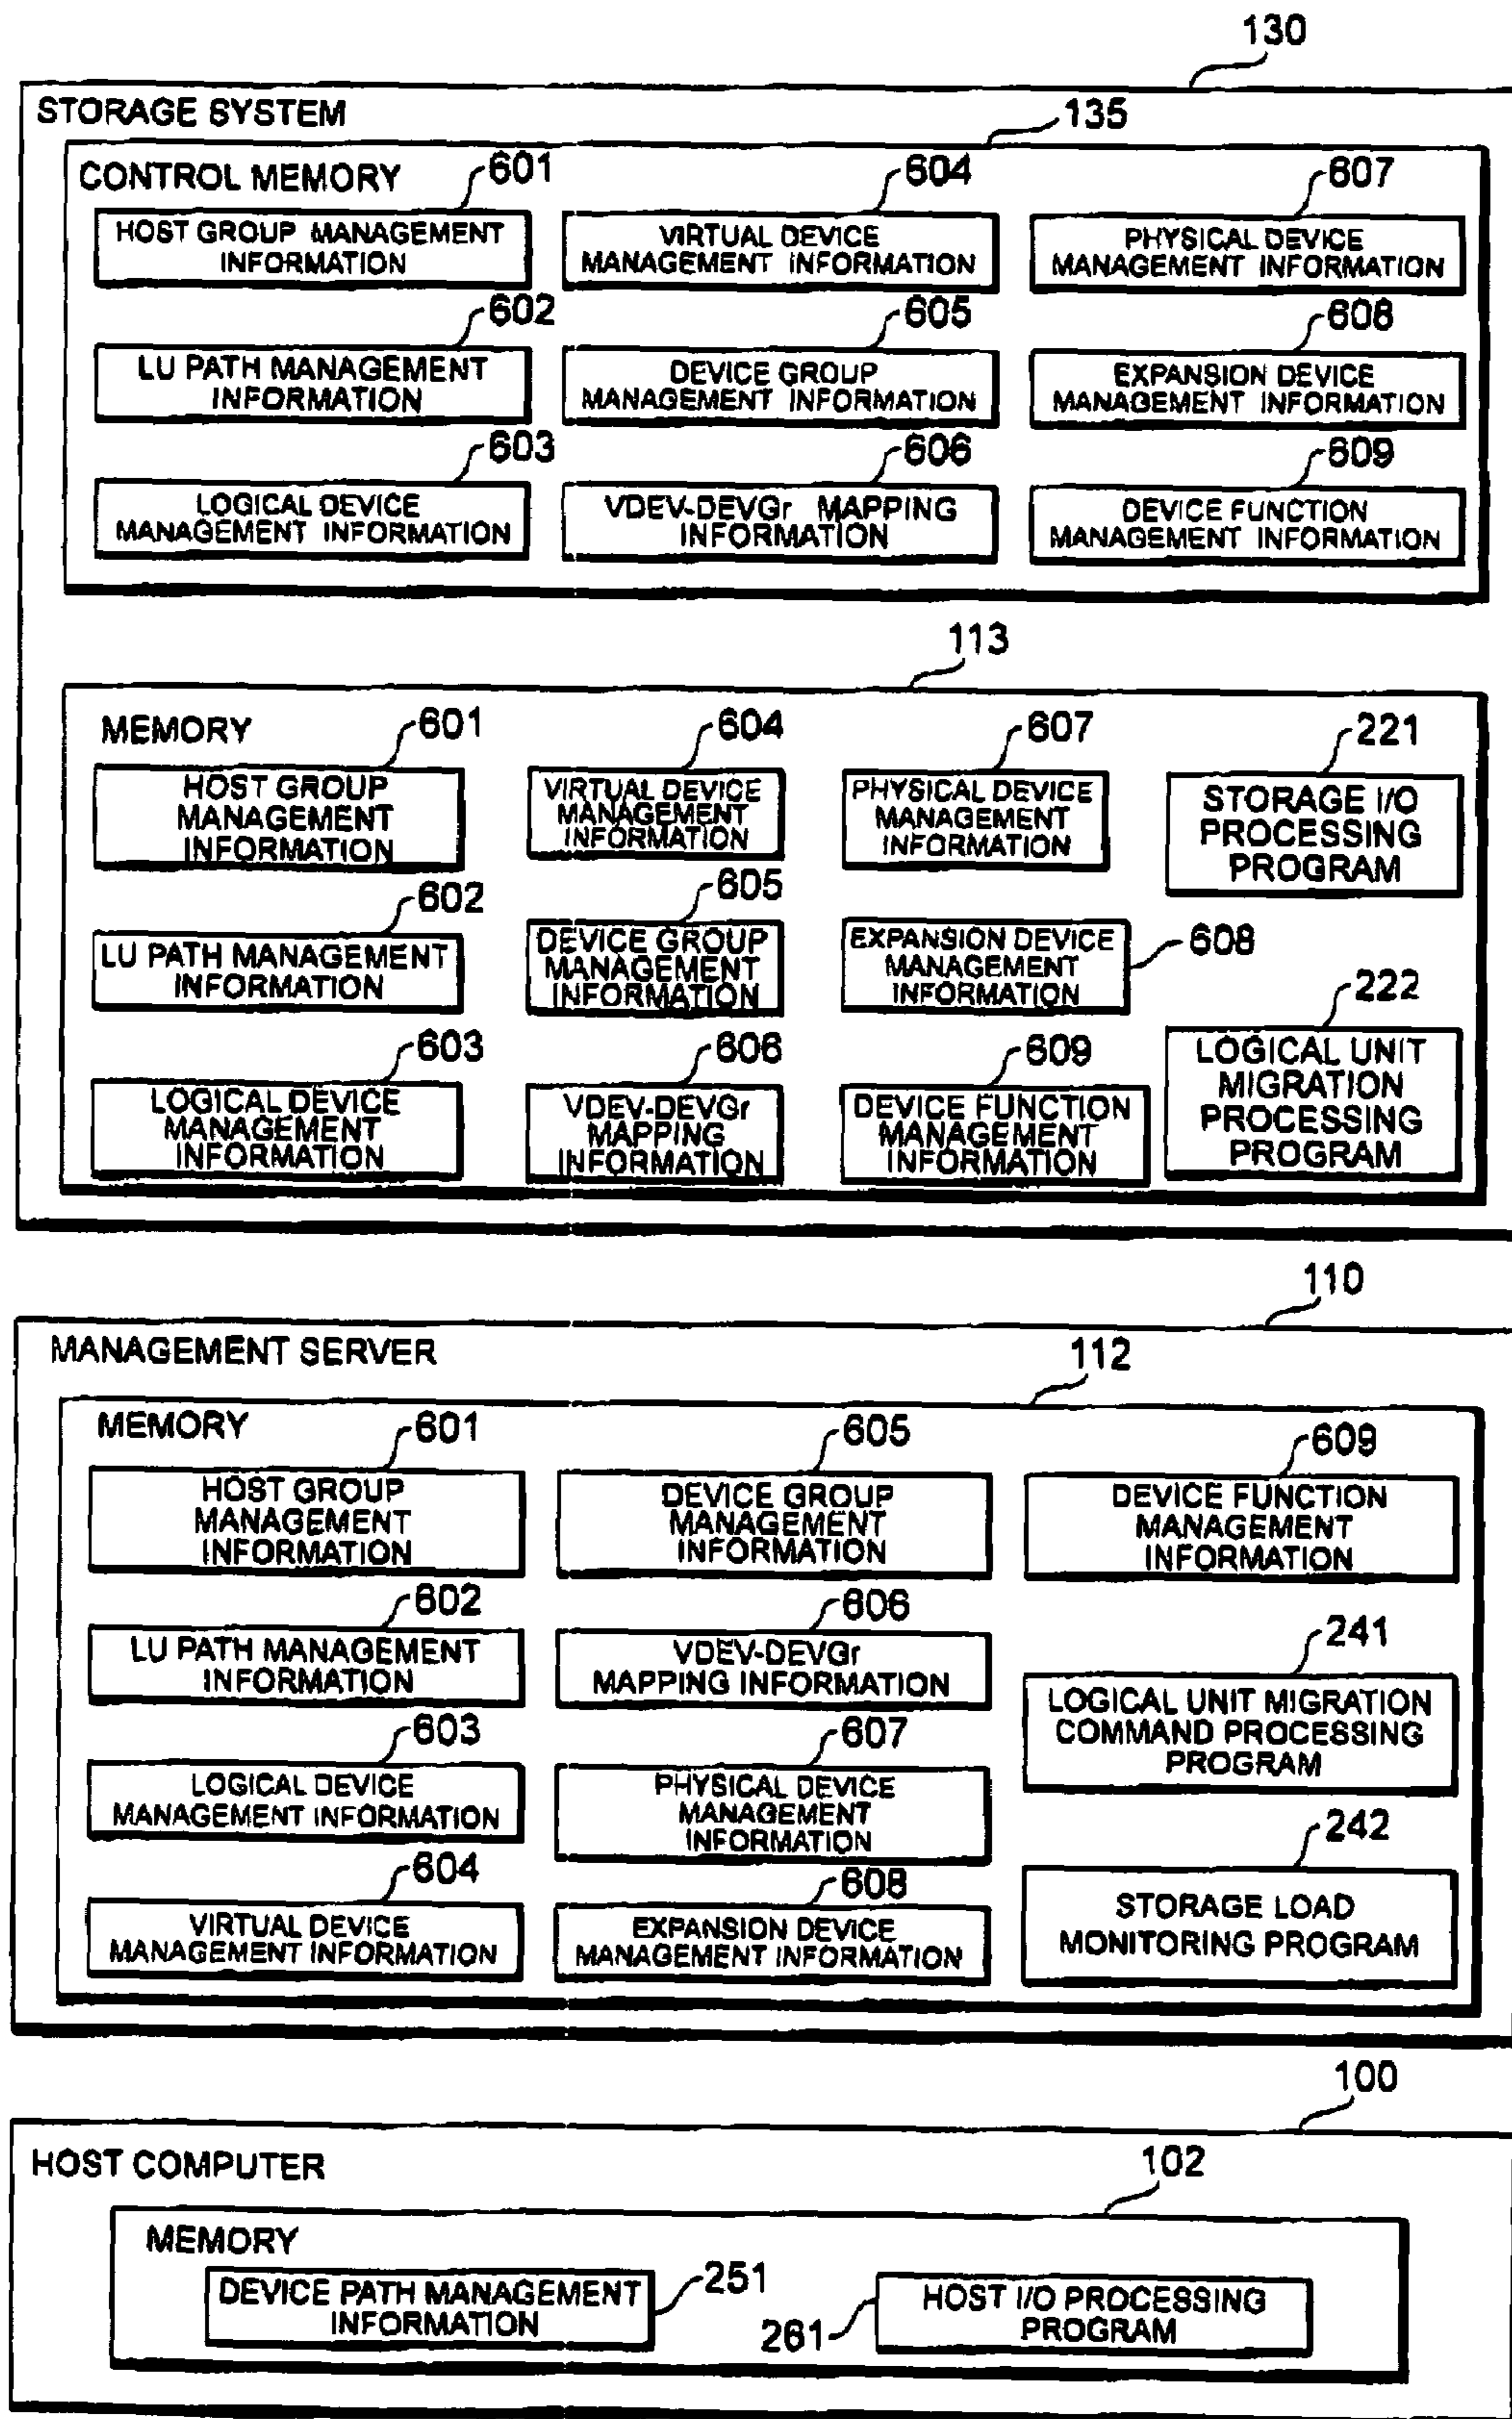 130
STORAGE SYSTEM
135
CONTROL MEMORY
601
604
607
HOST GROUP MANAGEMENT
INFORMATION
VIRTUAL DEVICE
MANAGEMENT INFORMATION
PHYSICAL DEVICE
MANAGEMENT INFORMATION
602
605
608
LU PATH MANAGEMENT
INFORMATION
DEVICE GROUP
MANAGEMENT INFORMATION
EXPANSION DEVICE
MANAGEMENT INFORMATION
603
606
609
LOGICAL DEVICE
MANAGEMENT INFORMATION
VDEV-DEVGr MAPPING
INFORMATION
DEVICE FUNCTION
MANAGEMENT INFORMATION
113
MEMORY
601
604
607
221
HOST GROUP
MANAGEMENT
INFORMATION
VIRTUAL DEVICE
MANAGEMENT
INFORMATION
PHYSICAL DEVICE
MANAGEMENT
INFORMATION
STORAGE I/O
PROCESSING
PROGRAM
602
605
LU PATH MANAGEMENT
INFORMATION
DEVICE GROUP
MANAGEMENT
INFORMATION
EXPANSION DEVICE
MANAGEMENT
INFORMATION
608
222
603
606
609
LOGICAL DEVICE
MANAGEMENT
INFORMATION
VDEV-DEVGr
MAPPING
INFORMATION
DEVICE FUNCTION
MANAGEMENT
INFORMATION
LOGICAL UNIT
MIGRATION
PROCESSING
PROGRAM
110
MANAGEMENT SERVER
112
MEMORY
601
605
609
HOST GROUP
MANAGEMENT
INFORMATION
DEVICE GROUP
MANAGEMENT
INFORMATION
DEVICE FUNCTION
MANAGEMENT
INFORMATION
602
606
241
LU PATH MANAGEMENT
INFORMATION
VDEV-DEVGr
MAPPING INFORMATION
LOGICAL UNIT MIGRATION
COMMAND PROCESSING
PROGRAM
603
607
LOGICAL DEVICE
MANAGEMENT INFORMATION
PHYSICAL DEVICE
MANAGEMENT
INFORMATION
242
604
608
VIRTUAL DEVICE
MANAGEMENT INFORMATION
EXPANSION DEVICE
MANAGEMENT INFORMATION
STORAGE LOAD
MONITORING PROGRAM
100
HOST COMPUTER
102
MEMORY
DEVICE PATH MANAGEMENT
INFORMATION
251
261
HOST I/O PROCESSING
PROGRAM